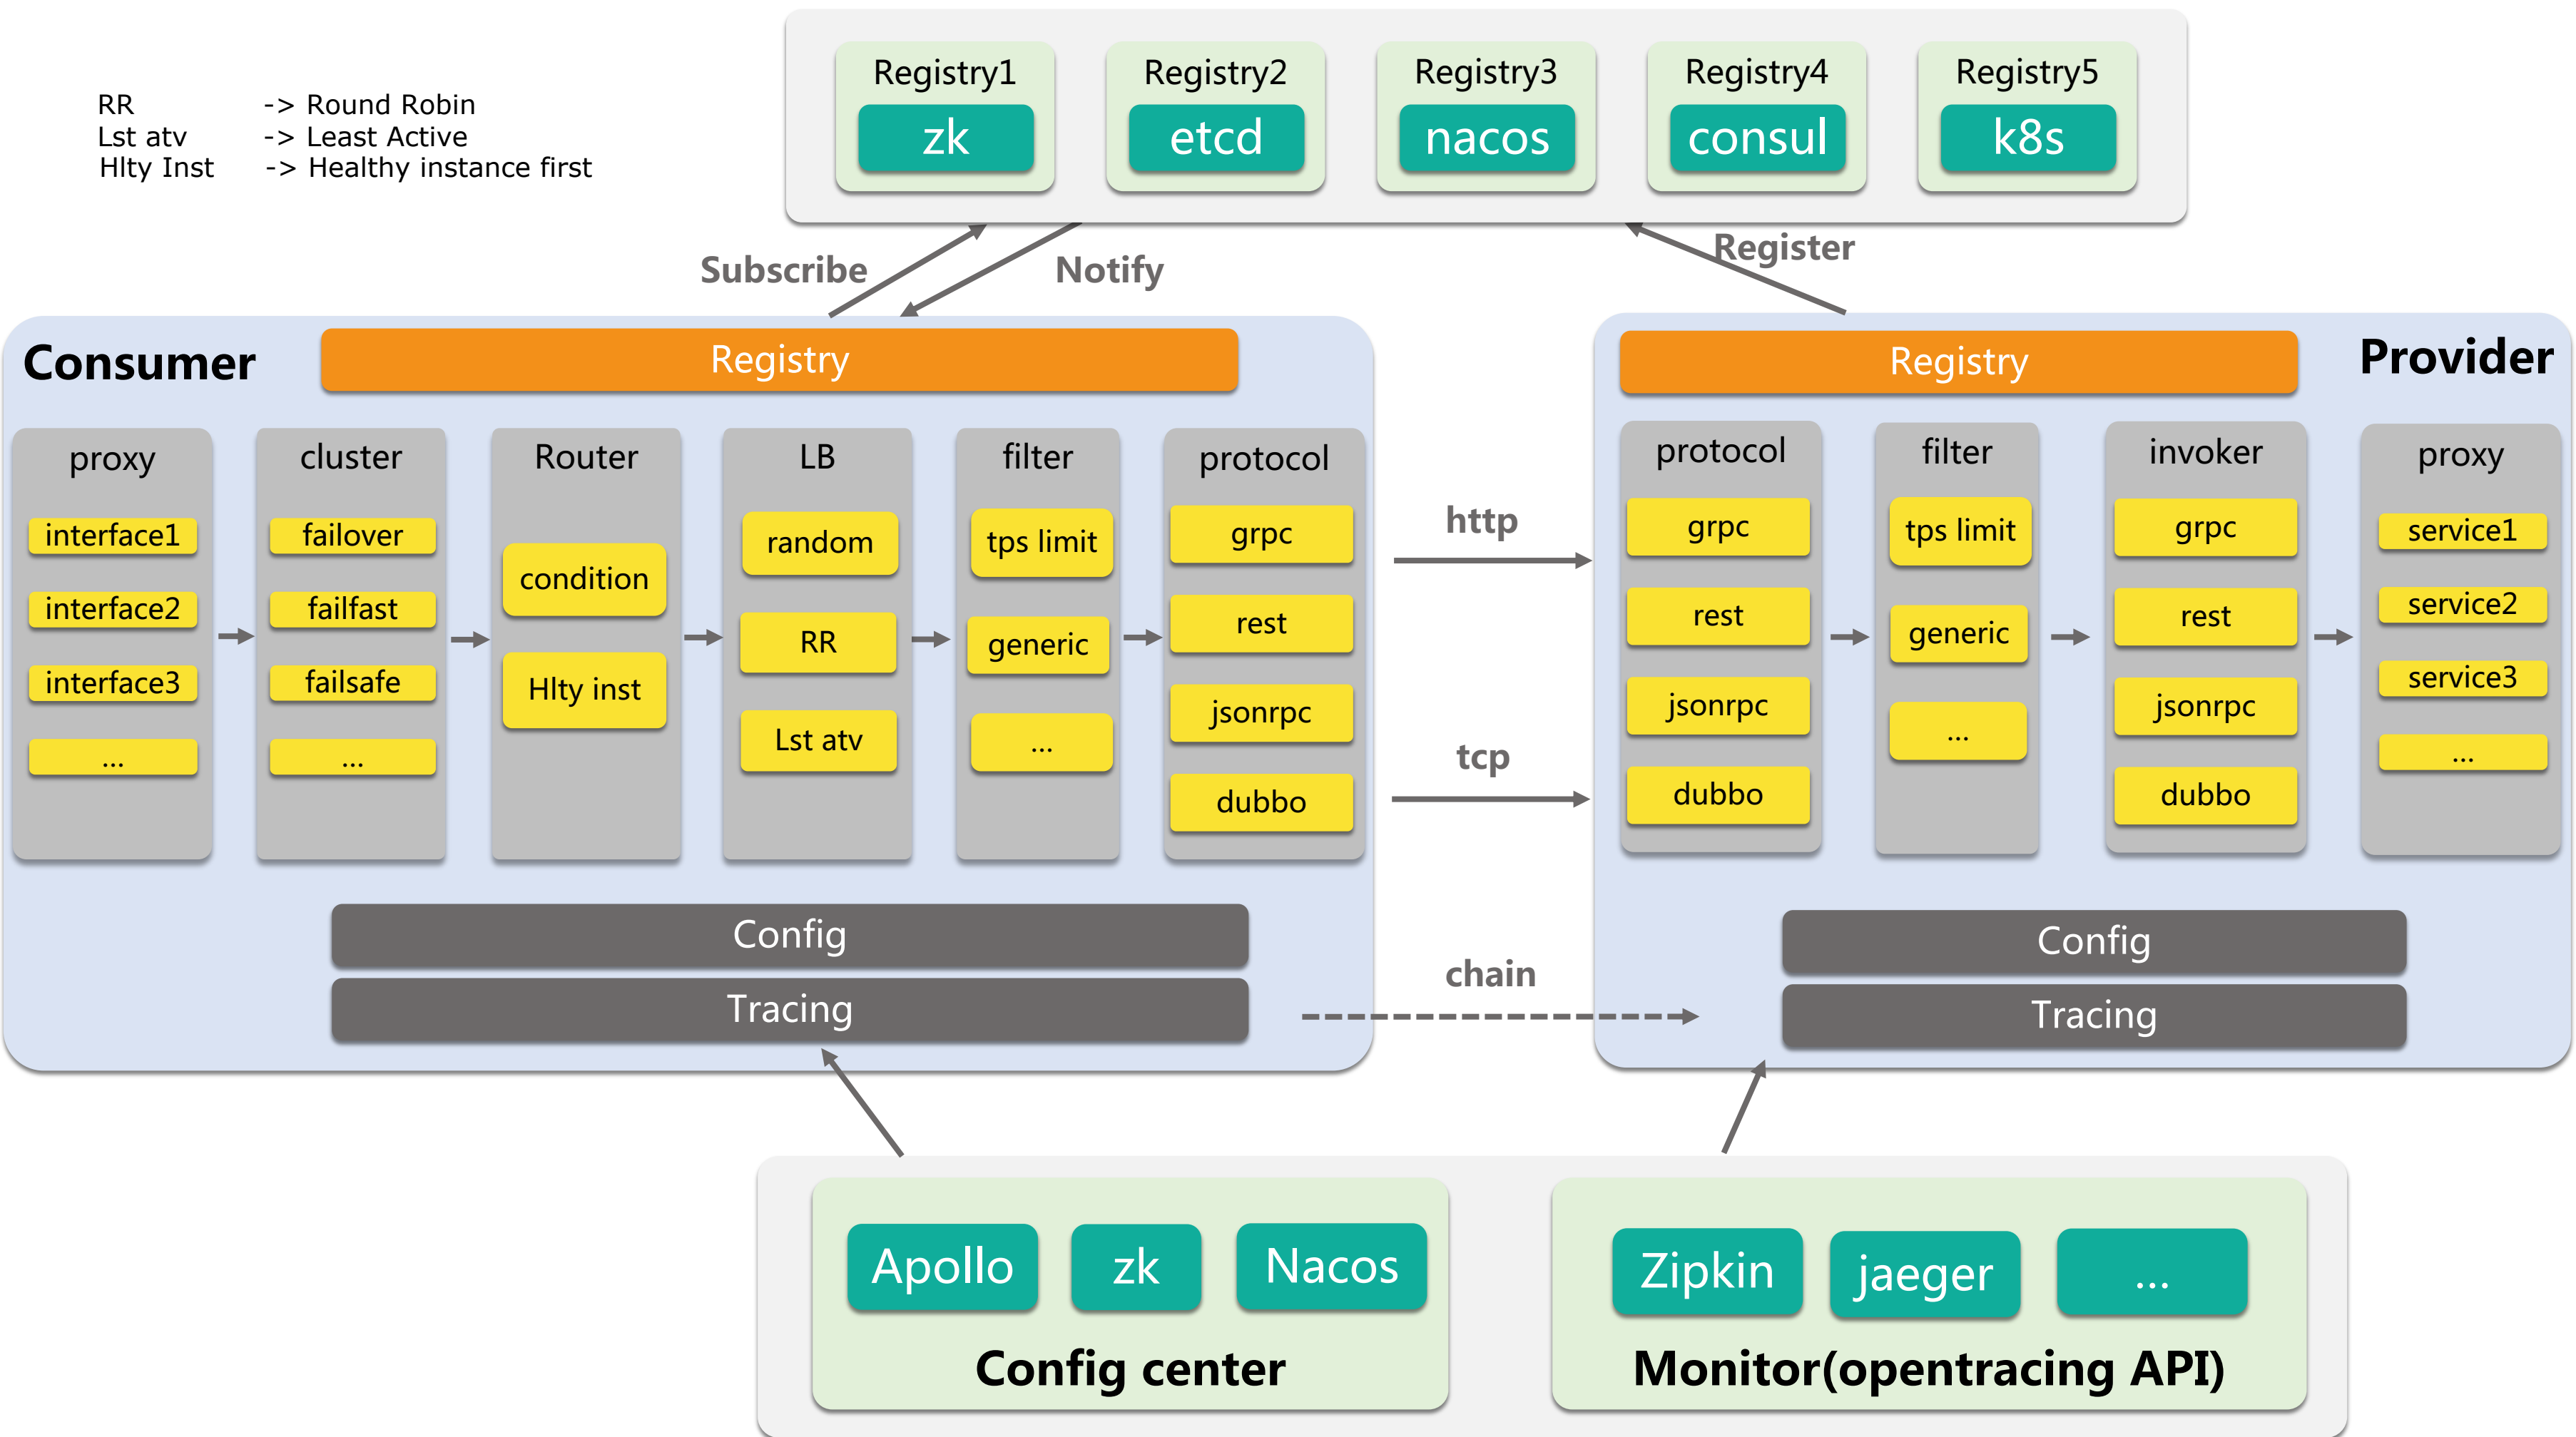 RR -> Round Robin
Lst atv -> Least Active
Hlty Inst -> Healthy instance first
Registry1
zk
Registry2
etcd
Registry3
nacos
Registry4
consul
Registry5
k8s
Subscribe
Notify
Register
Consumer
Registry
proxy
interface1
interface2
interface3
...
cluster
failover
failfast
failsafe
...
Router
condition
Hlty inst
LB
random
RR
Lst atv
filter
tps limit
generic
...
protocol
grpc
rest
jsonrpc
dubbo
Config
Tracing
http
tcp
chain
Provider
Registry
protocol
grpc
rest
jsonrpc
dubbo
filter
tps limit
generic
...
invoker
grpc
rest
jsonrpc
dubbo
proxy
service1
service2
service3
...
Config
Tracing
Apollo
zk
Nacos
Config center
Zipkin
jaeger
...
Monitor(opentracing API)